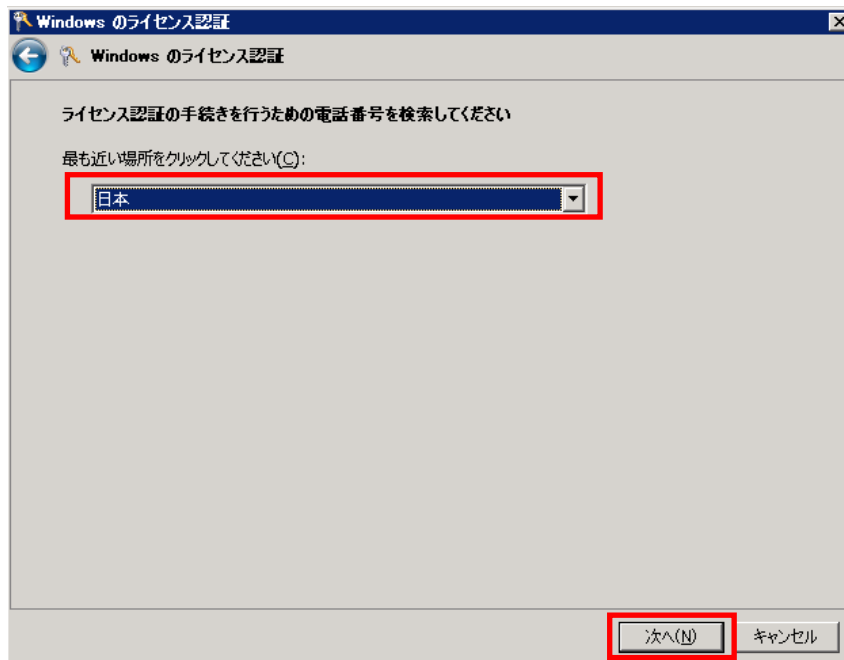 Windows のライセンス認証
Windows のライセンス認証
ライセンス認証の手続きを行うための電話番号を検索してください
最も近い場所をクリックしてください(C):
日本
次へ(N) キャンセル